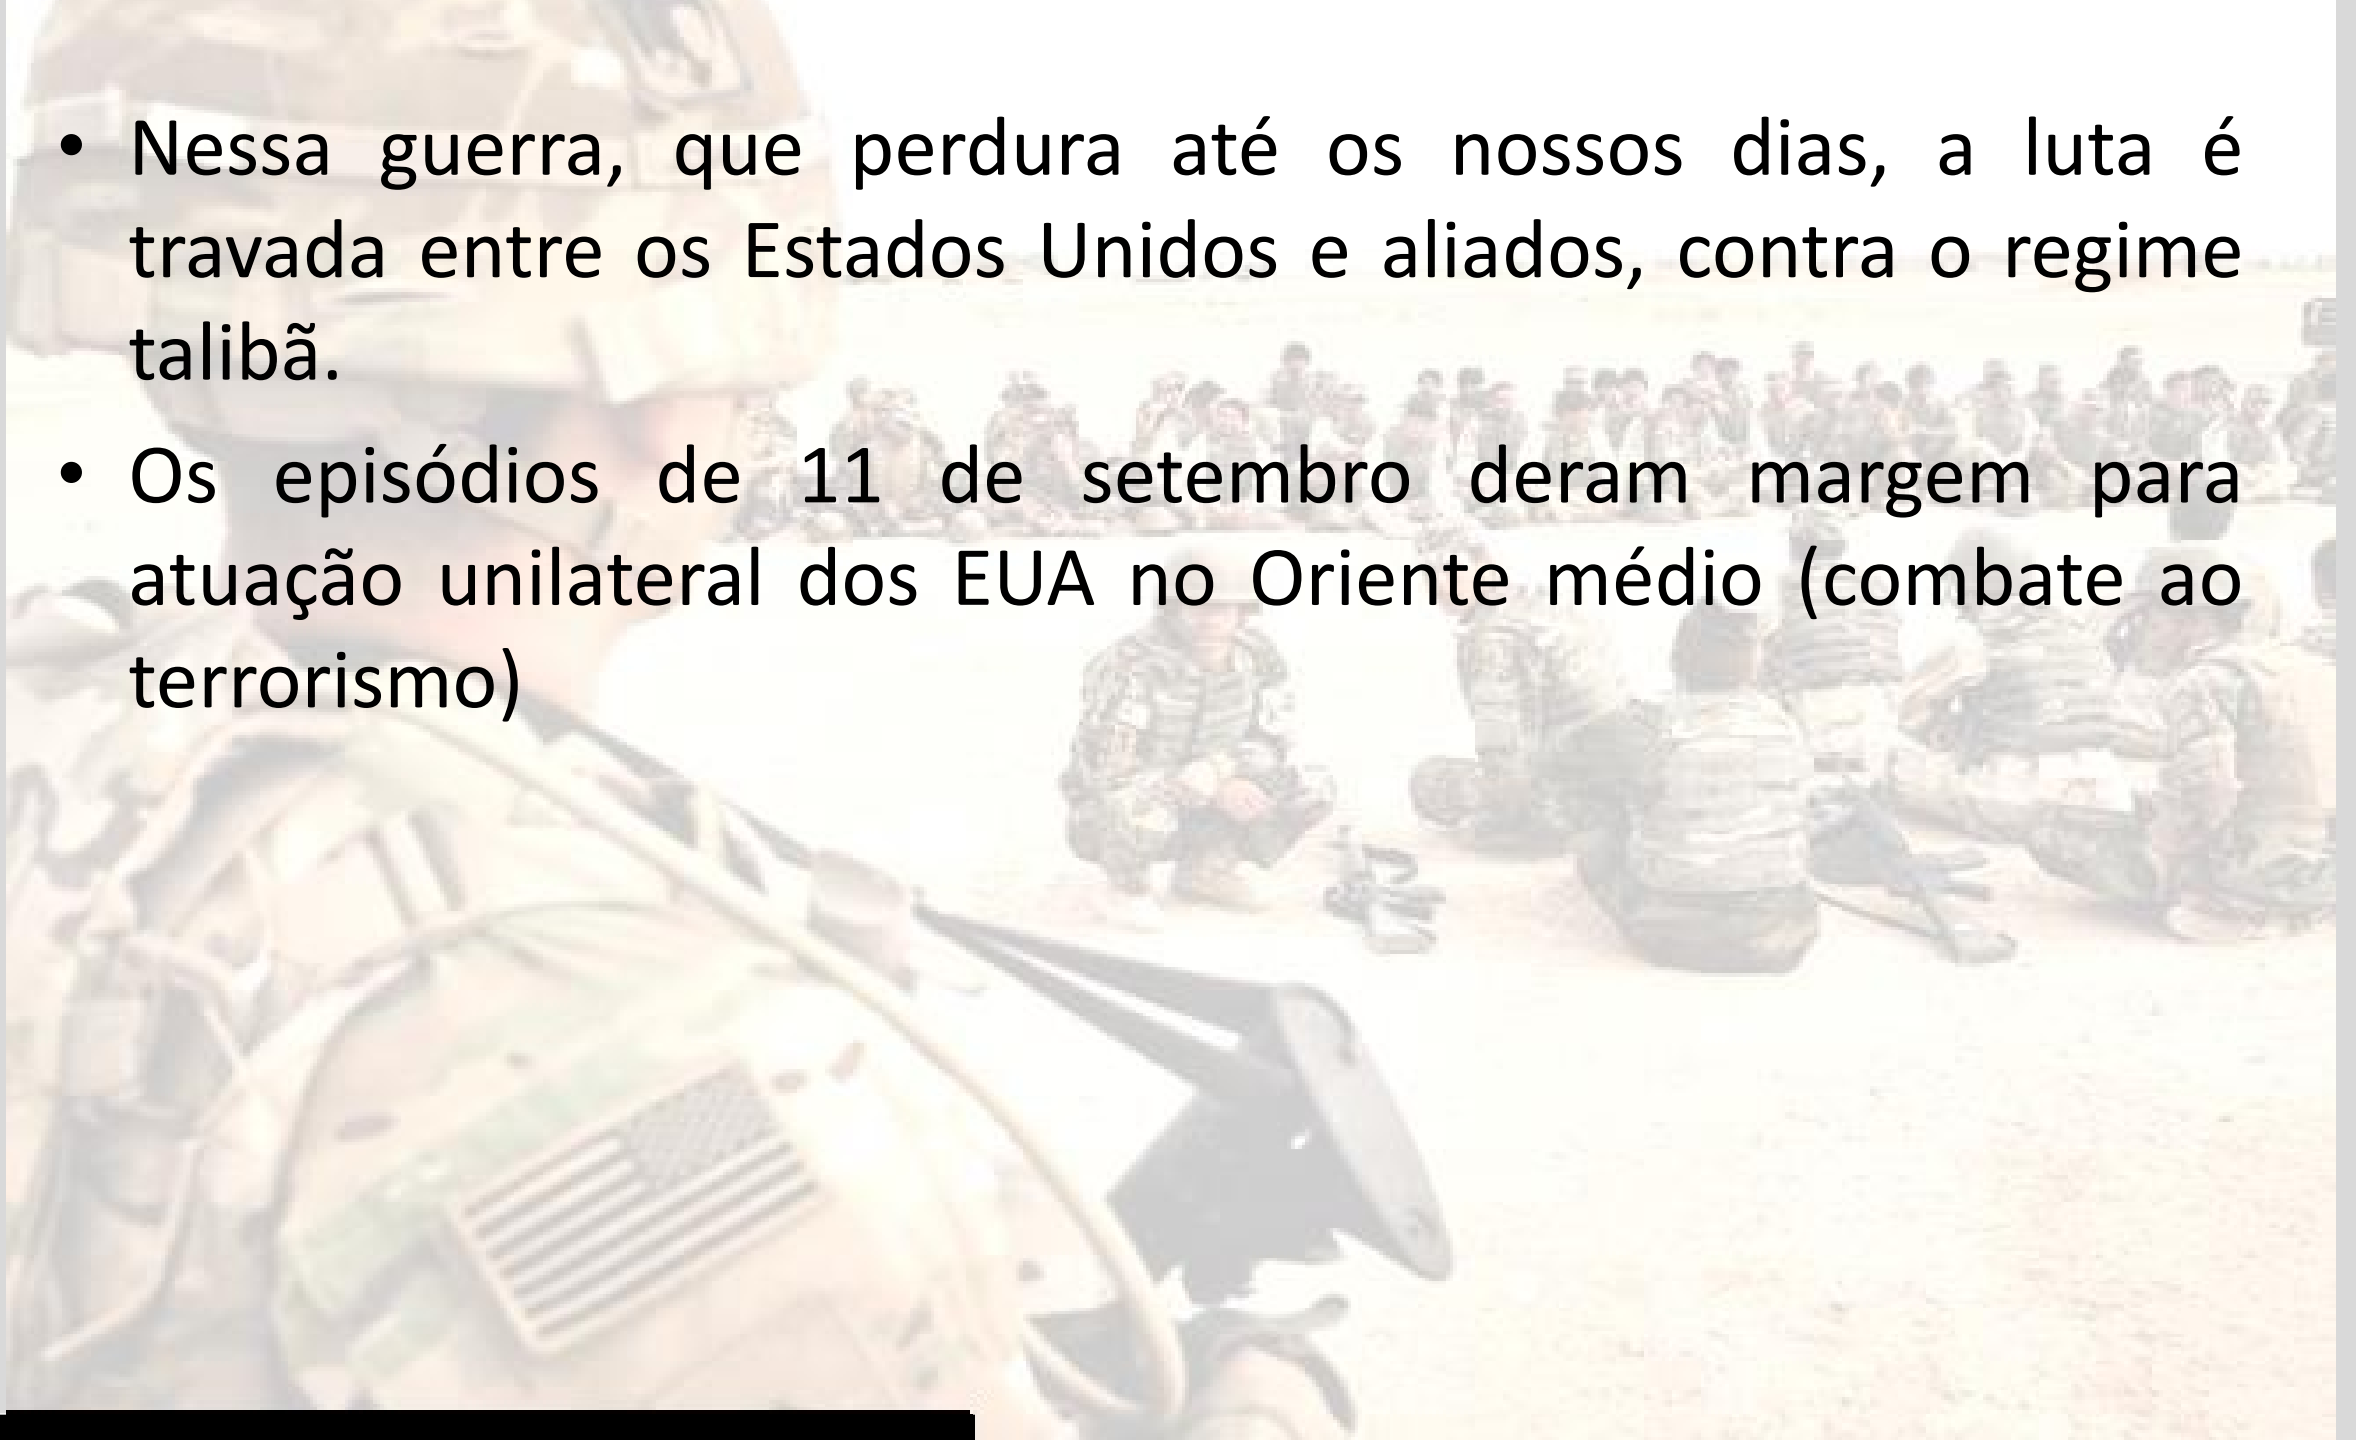 • Nessa guerra, que perdura até os nossos dias, a luta é
travada entre os Estados Unidos e aliados, contra o regime
talibã.
• Os episódios de 11 de setembro deram margem para
atuação unilateral dos EUA no Oriente médio (combate ao
terrorismo)